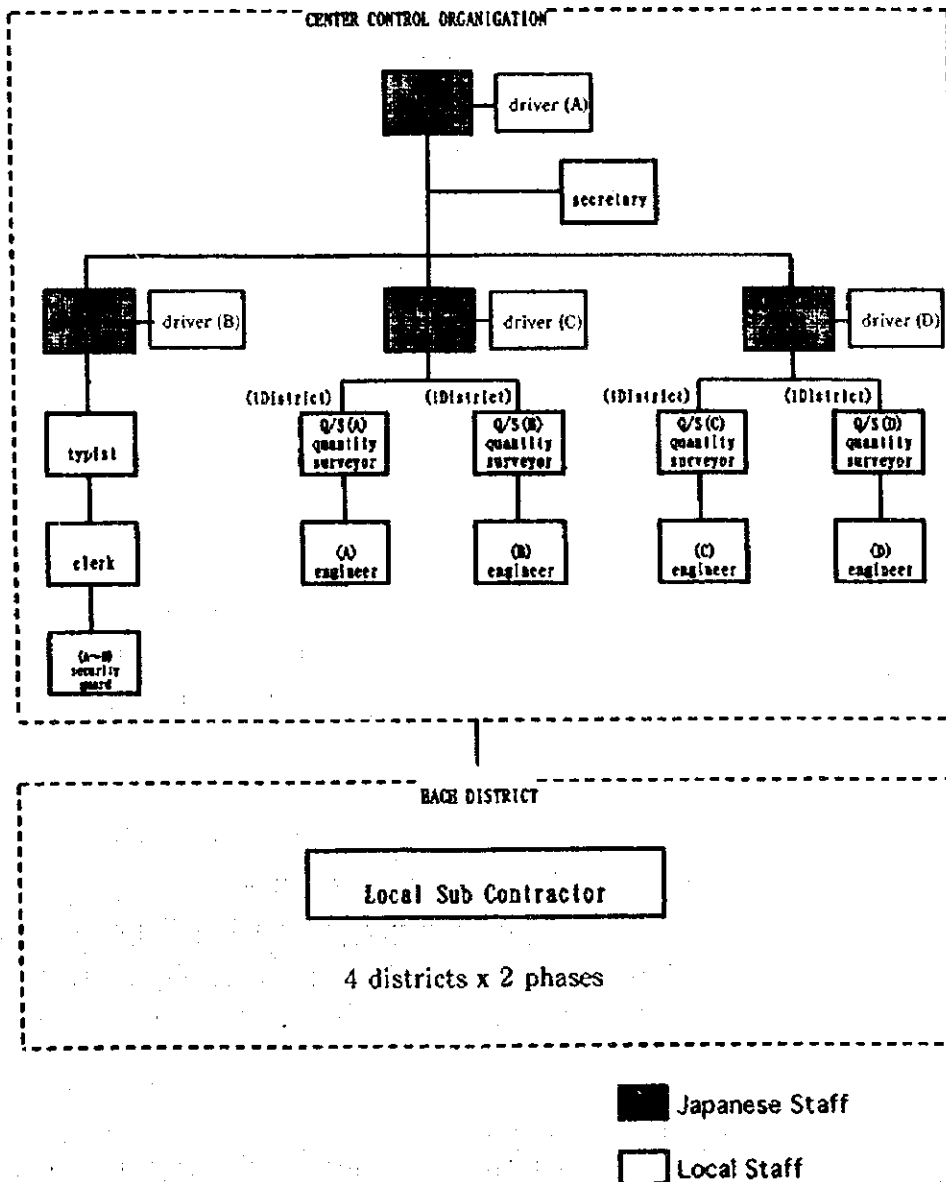 CENTER CONTROL ORGANIGATION
driver (A)
secretary
driver (B)
driver (C)
driver (D)
(1District)
(1District)
(1District)
(1District)
typist
Q/S(A)
quantity
surveyor
Q/S(B)
quantity
surveyor
Q/S(C)
quantity
surveyor
Q/S(D)
quantity
surveyor
clerk
(A)
engineer
(B)
engineer
(C)
engineer
(D)
engineer
security
guard
EACH DISTRICT
Local Sub Contractor
4 districts x 2 phases
Japanese Staff
Local Staff